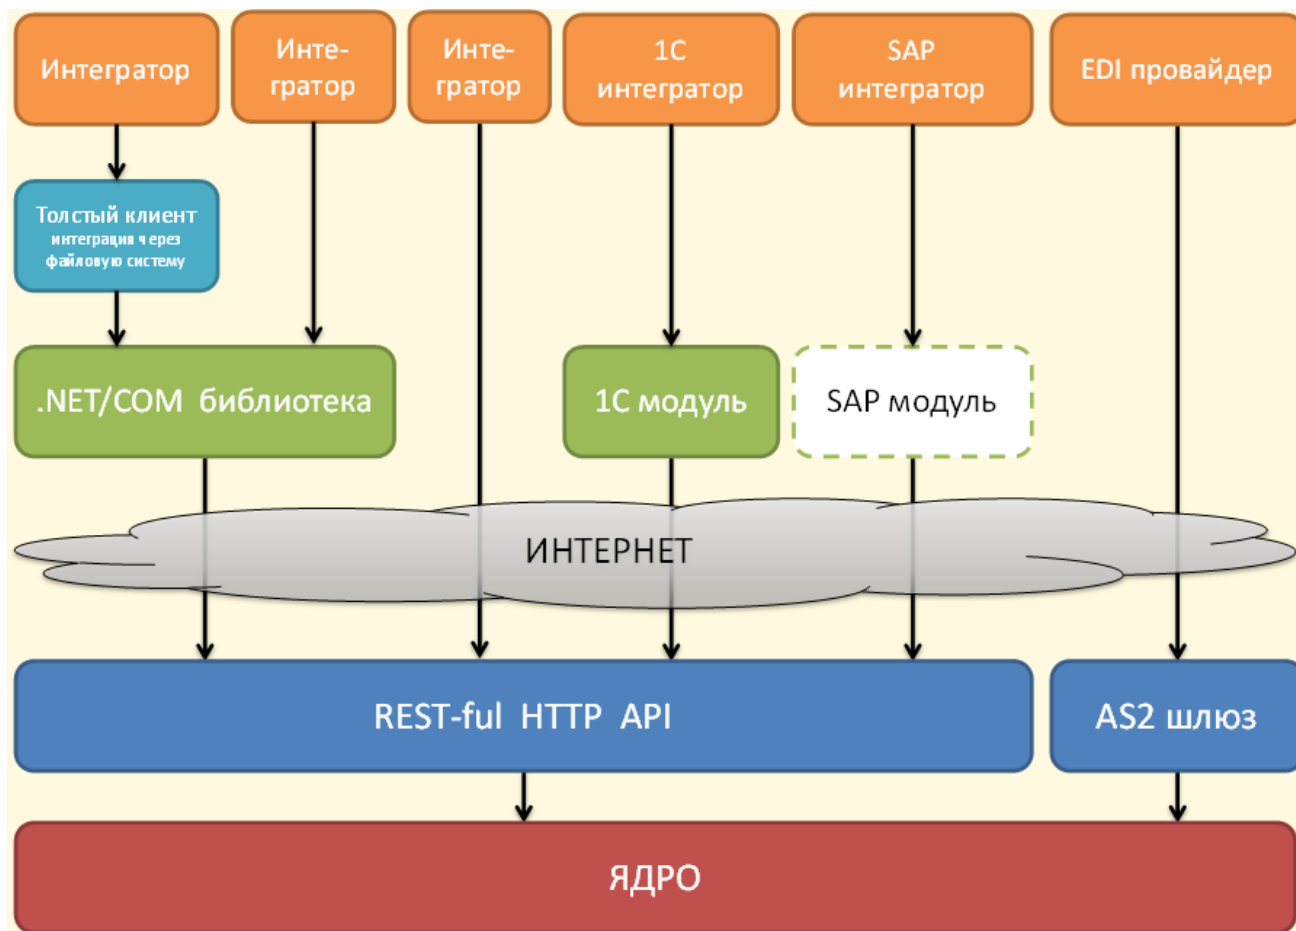 Интегратор
Инте-
гратор
Инте-
гратор
1С
интегратор
SAP
интегратор
EDI провайдер
Толстый клиент
интеграция через
файловую систему
.NET/COM библиотека
1С модуль
SAP модуль
ИНТЕРНЕТ
REST-ful HTTP API
AS2 шлюз
ЯДРО